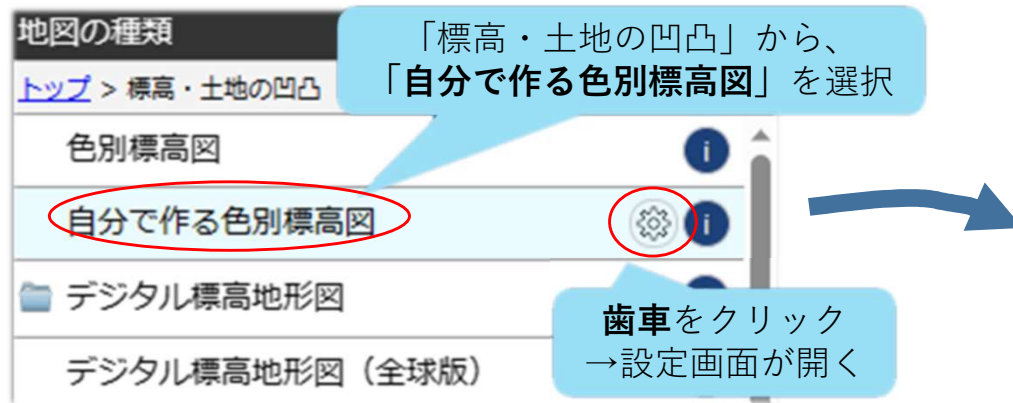 地図の種類
「標高・土地の凹凸」から、
「自分で作る色別標高図」を選択
トップ > 標高・土地の凹凸
色別標高図
i
自分で作る色別標高図
i
デジタル標高地形図
歯車をクリック
→設定画面が開く
デジタル標高地形図（全球版）